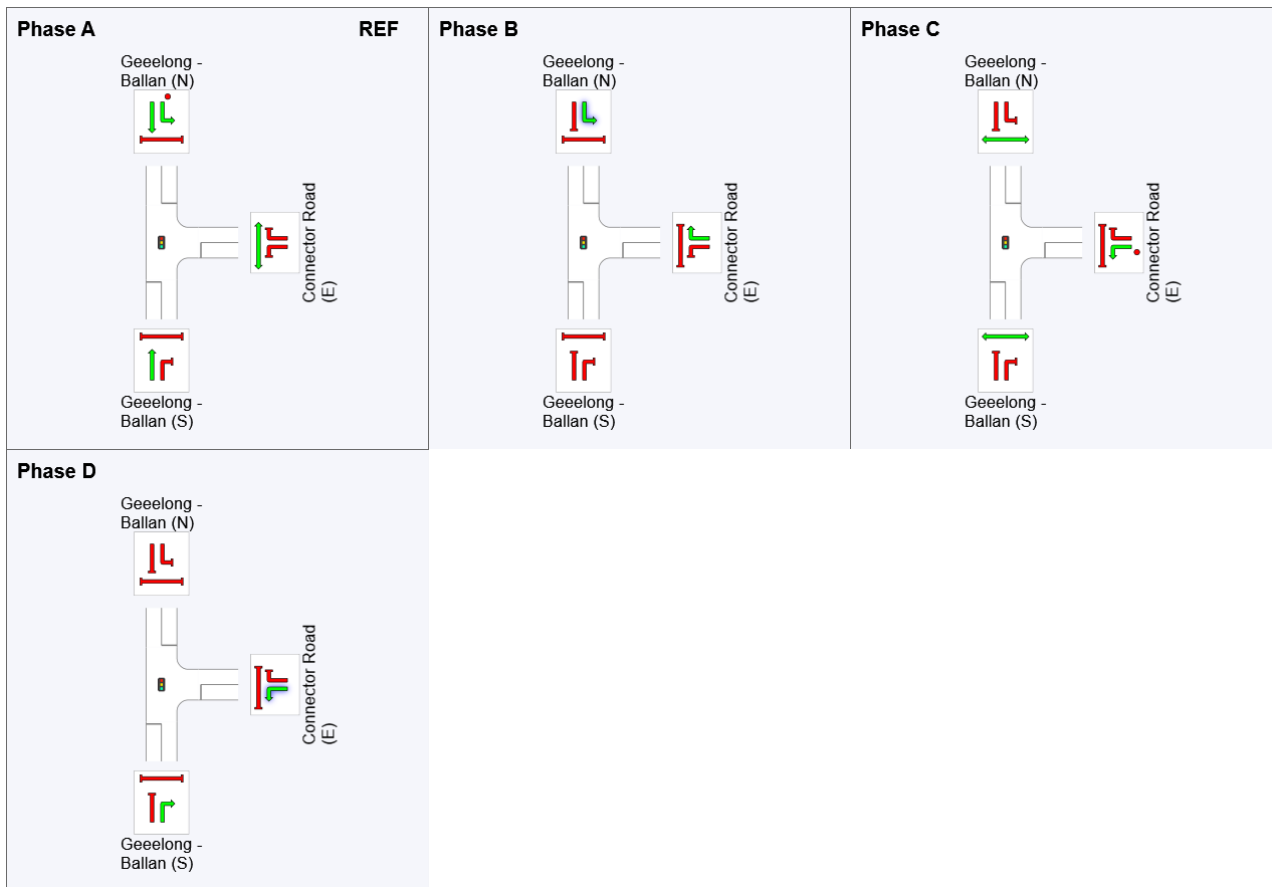 Phase A REF
Geeelong -
Ballan (N)
Connector Road
(E)
Geeelong -
Ballan (S)
Phase B
Geeelong -
Ballan (N)
Connector Road
(E)
Geeelong -
Ballan (S)
Phase C
Geeelong -
Ballan (N)
Connector Road
(E)
Geeelong -
Ballan (S)
Phase D
Geeelong -
Ballan (N)
Connector Road
(E)
Geeelong -
Ballan (S)